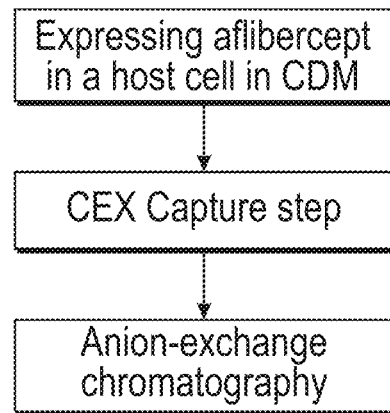 Expressing aflibercept
in a host cell in CDM
CEX Capture step
Anion-exchange
chromatography